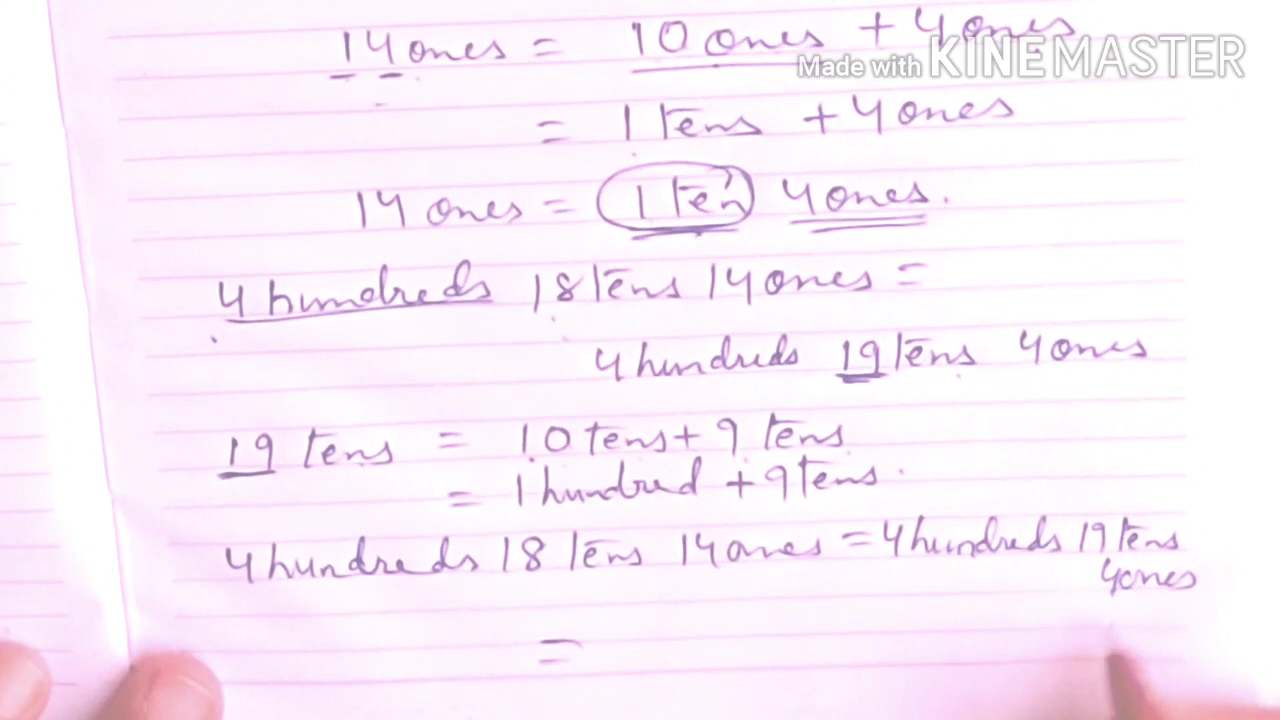 14 ones = 10 ones + 4 ones
Made with KINEMASTER
= 1 tens + 4 ones
14 ones = 1 ten 4 ones.
4 hundreds 18 tens 14 ones =
4 hundreds 19 tens 4 ones
19 tens = 10 tens + 9 tens
= 1 hundred + 9 tens.
4 hundreds 18 tens 14 ones = 4 hundreds 19 tens
4 ones
=